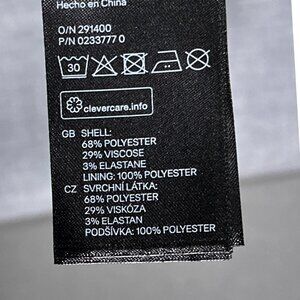 Hecho en China
O/N 291400
P/N 0233777 0
30
clevercare.info
GB SHELL:
68% POLYESTER
29% VISCOSE
3% ELASTANE
LINING: 100% POLYESTER
CZ SVRCHNÍ LÁTKA:
68% POLYESTER
29% VISKÓZA
3% ELASTAN
PODŠÍVKA: 100% POLYESTER